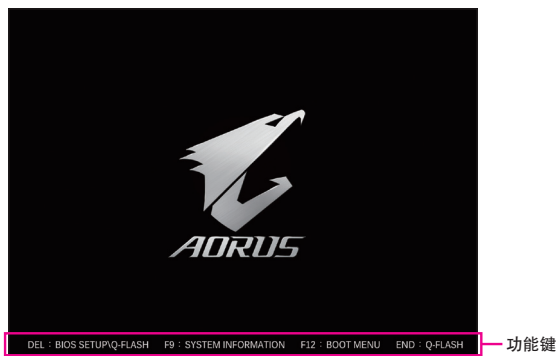 AORUS
DEL : BIOS SETUP\Q-FLASH F9 : SYSTEM INFORMATION F12 : BOOT MENU END : Q-FLASH
功能键